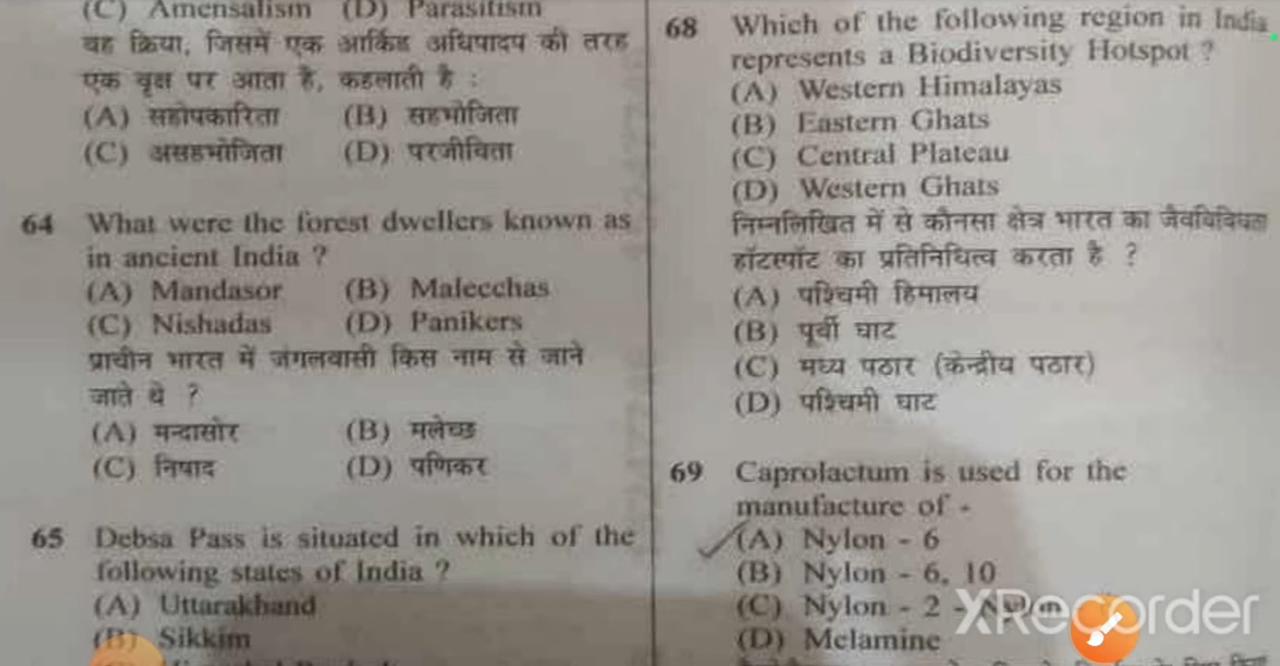 (C) Amensalism (D) Parasitism
वह क्रिया, जिसमें एक आर्किड अधिपादप की तरह
एक वृक्ष पर आता है, कहलाती है :
(A) सहोपकारिता (B) सहभोजिता
(C) असहभोजिता (D) परजीविता
64 What were the forest dwellers known as
in ancient India ?
(A) Mandasor (B) Malecchas
(C) Nishadas (D) Panikers
प्राचीन भारत में जंगलवासी किस नाम से जाने
जाते थे ?
(A) मन्दासोर (B) मलेच्छ
(C) निषाद (D) पणिकर
65 Debsa Pass is situated in which of the
following states of India ?
(A) Uttarakhand
(B) Sikkim
68 Which of the following region in India
represents a Biodiversity Hotspot ?
(A) Western Himalayas
(B) Eastern Ghats
(C) Central Plateau
(D) Western Ghats
निम्नलिखित में से कौनसा क्षेत्र भारत का जैवविविधता
हॉटस्पॉट का प्रतिनिधित्व करता है ?
(A) पश्चिमी हिमालय
(B) पूर्वी घाट
(C) मध्य पठार (केन्द्रीय पठार)
(D) पश्चिमी घाट
69 Caprolactum is used for the
manufacture of -
(A) Nylon - 6
(B) Nylon - 6, 10
(C) Nylon - 2 - Nylon
(D) Melamine
XRecorder